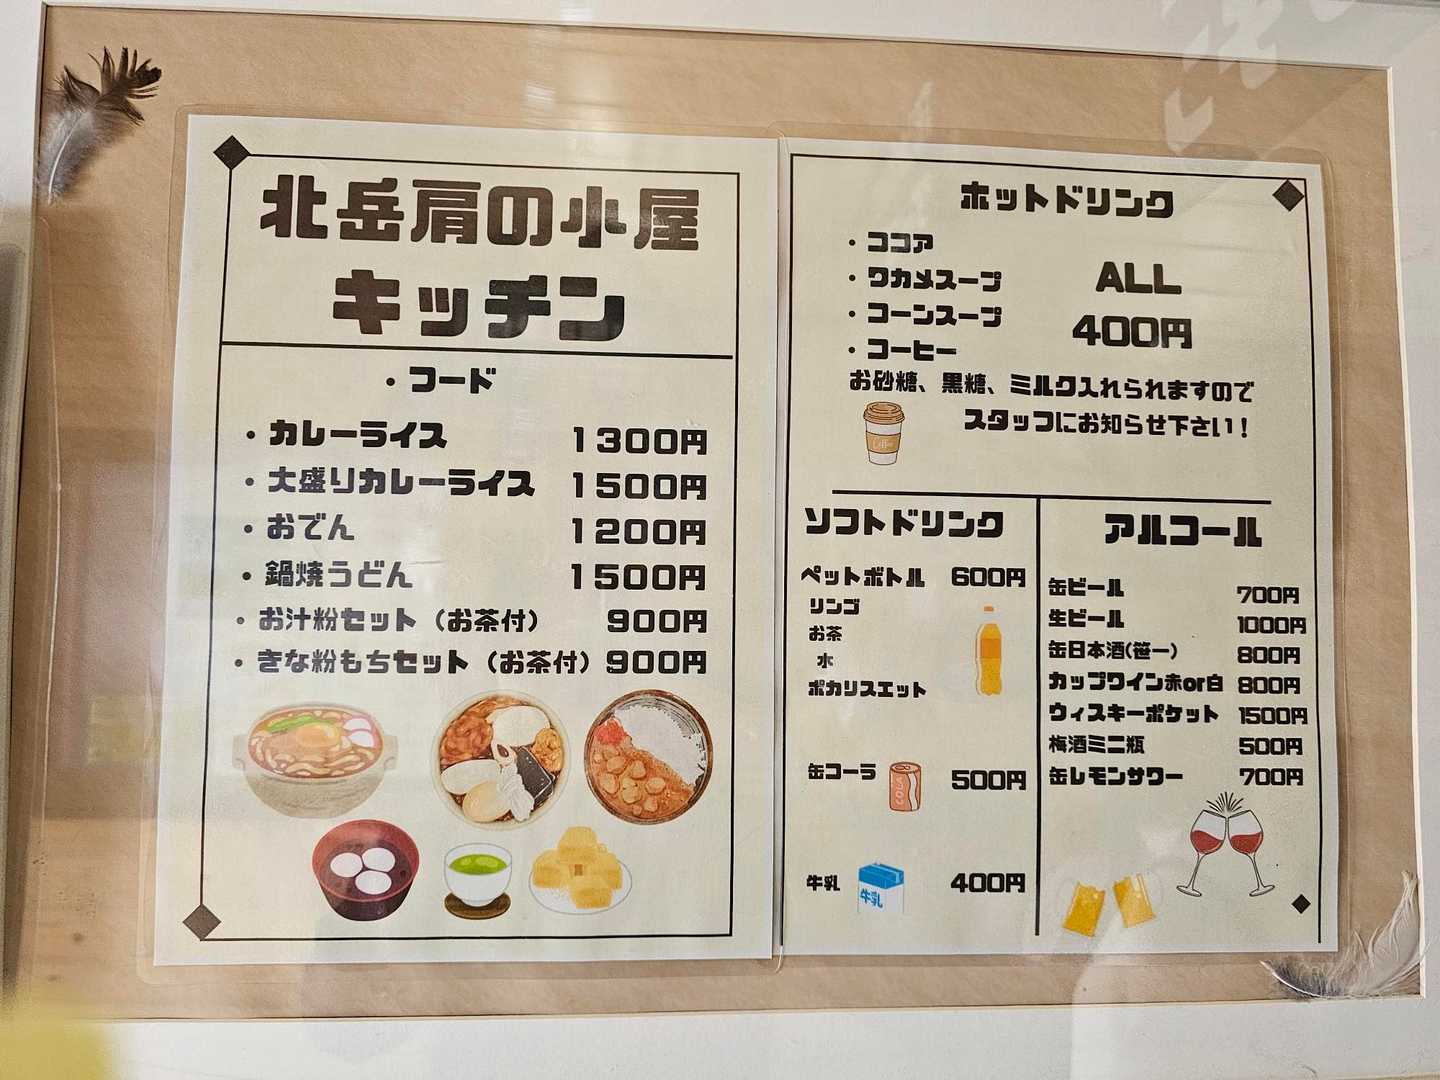 北岳肩の小屋
キッチン
・フード
・カレーライス 1300円
・大盛りカレーライス 1500円
・おでん 1200円
・鍋焼うどん 1500円
・お汁粉セット（お茶付） 900円
・きな粉もちセット（お茶付） 900円
ホットドリンク
・ココア
・ワカメスープ
・コーンスープ
・コーヒー
ALL
400円
お砂糖、黒糖、ミルク入れられますので
スタッフにお知らせ下さい！
Coffee
ソフトドリンク
ペットボトル 600円
リンゴ
お茶
水
ポカリスエット
缶コーラ 500円
牛乳 400円
牛乳
アルコール
缶ビール 700円
生ビール 1000円
缶日本酒(笹一) 800円
カップワイン赤or白 800円
ウィスキーポケット 1500円
梅酒ミニ瓶 500円
缶レモンサワー 700円